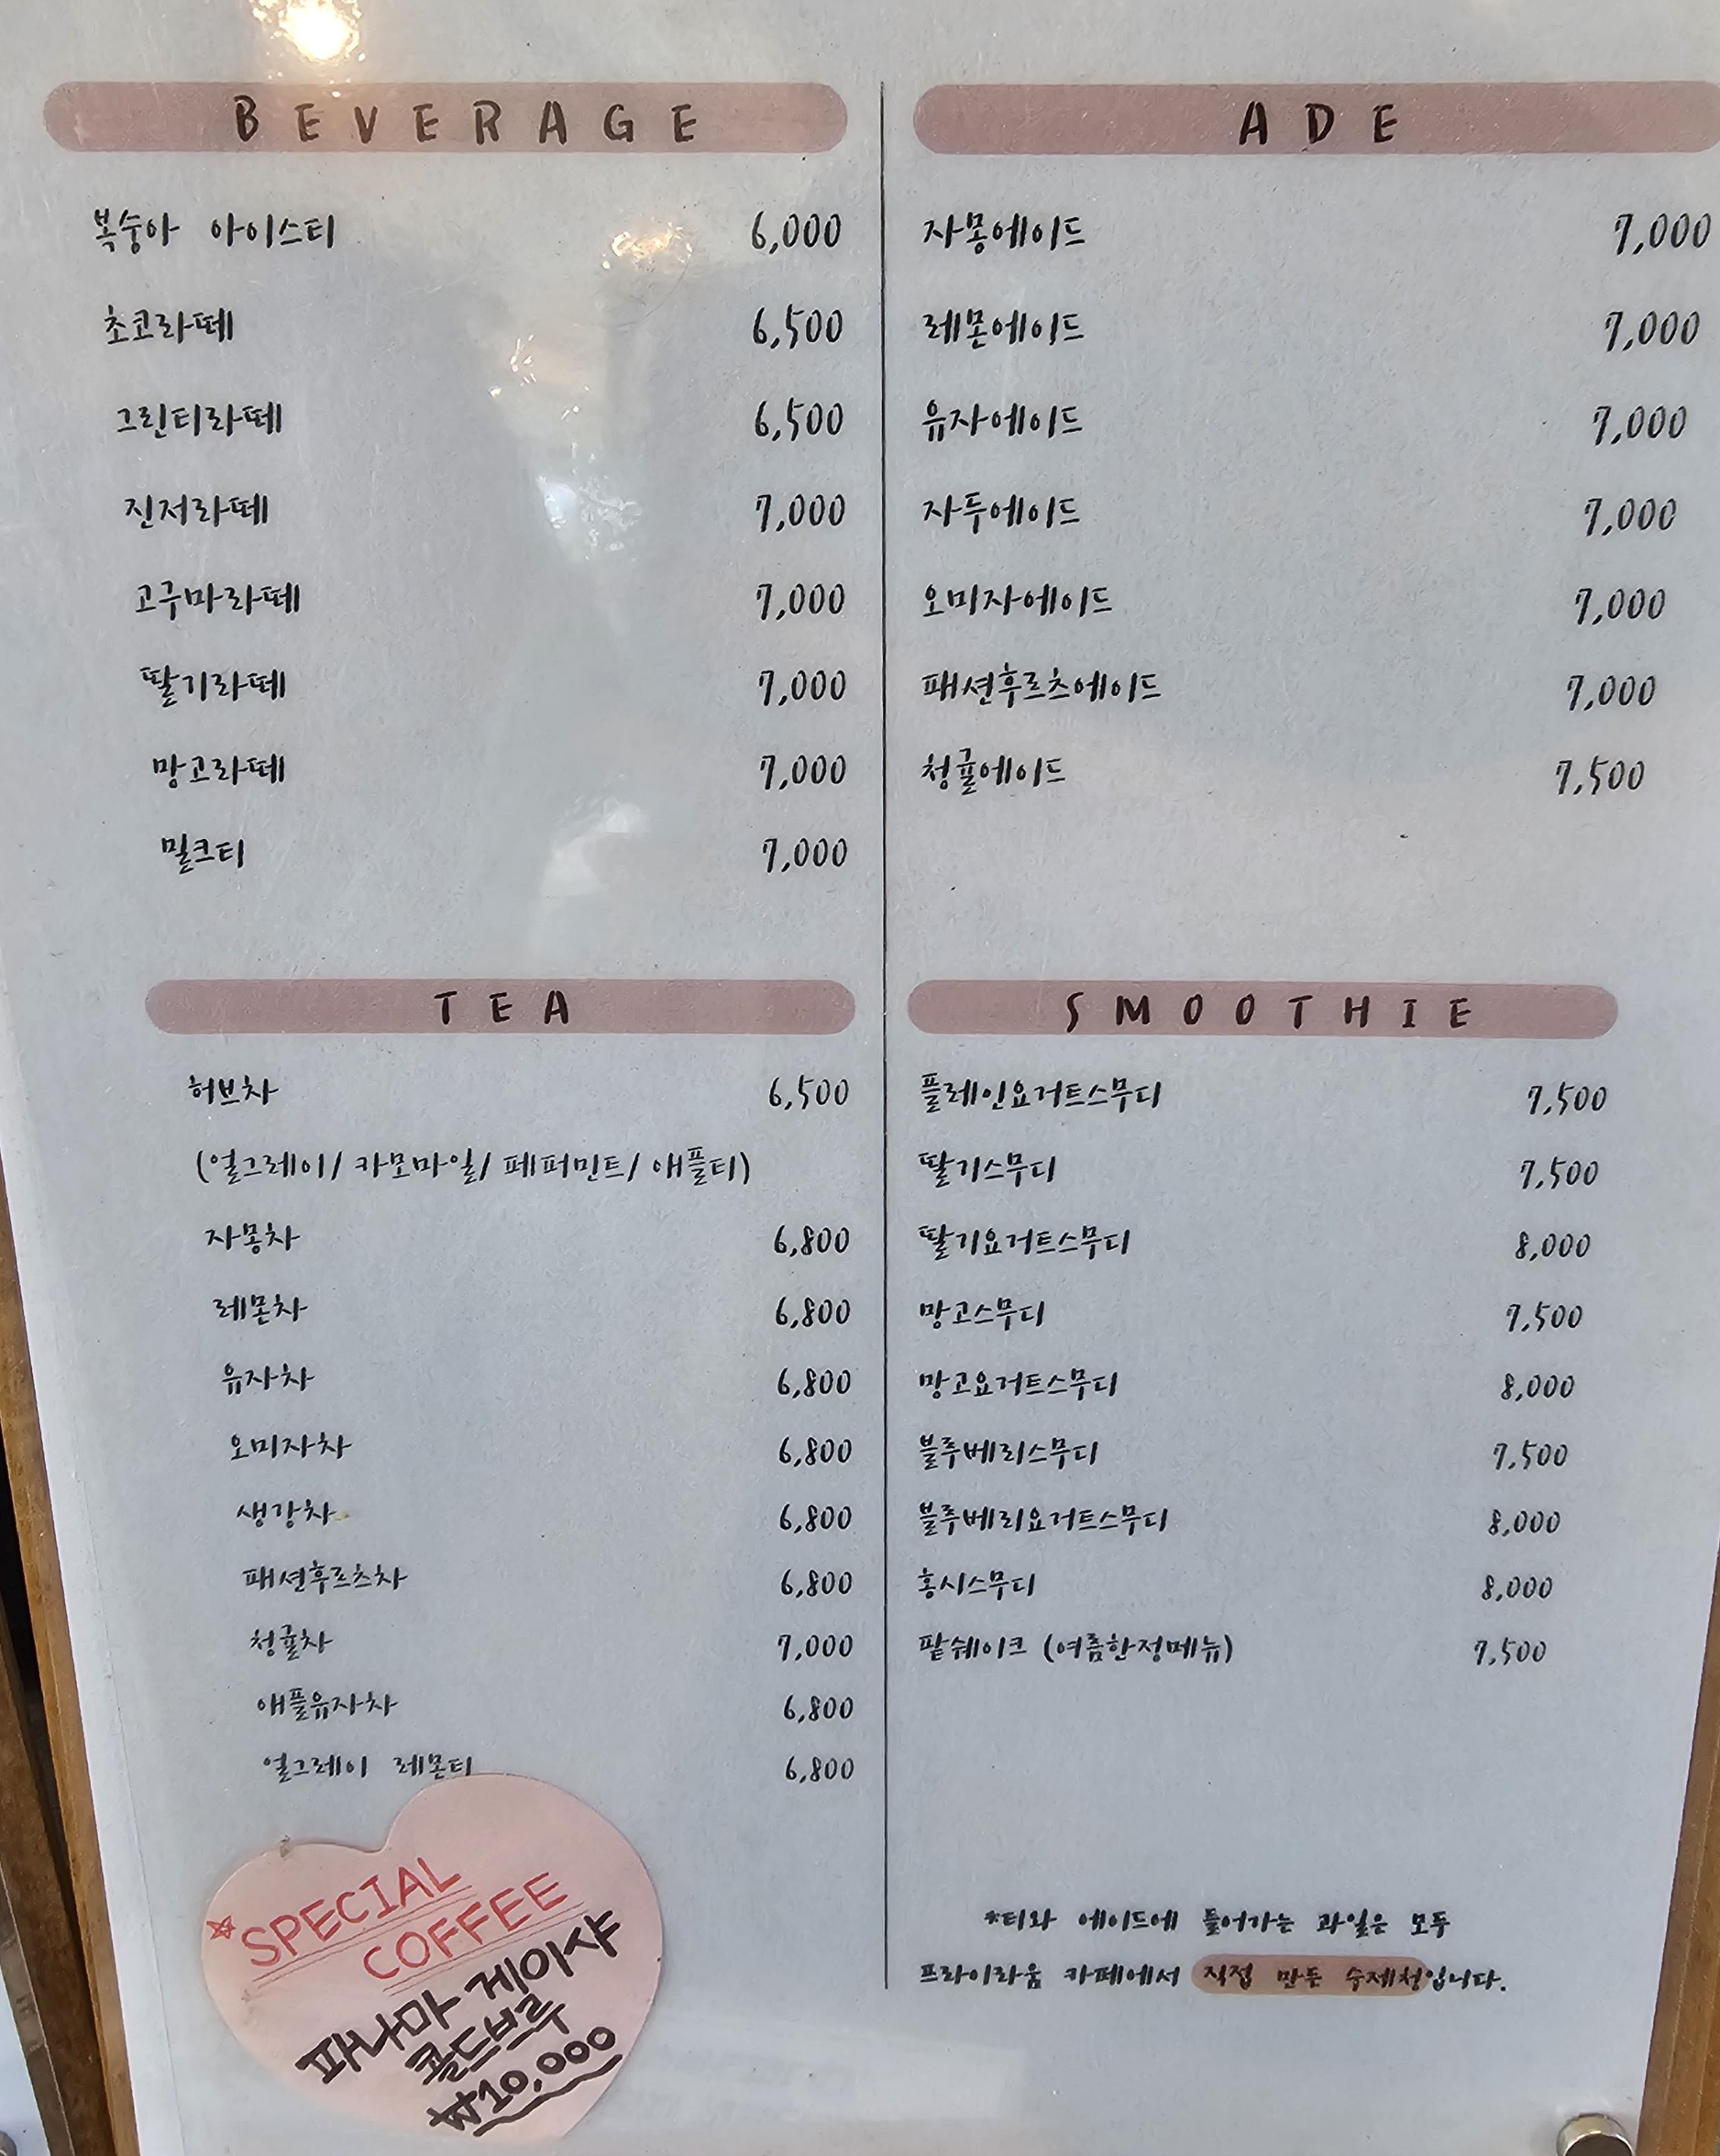 BEVERAGE
복숭아 아이스티 6,000
초코라떼 6,500
그린티라떼 6,500
진저라떼 7,000
고구마라떼 7,000
딸기라떼 7,000
망고라떼 7,000
밀크티 7,000
TEA
허브차 6,500
(얼그레이/ 카모마일/ 페퍼민트/ 애플티)
자몽차 6,800
레몬차 6,800
유자차 6,800
오미자차 6,800
생강차 6,800
패션후르츠차 6,800
청귤차 7,000
애플유자차 6,800
얼그레이 레몬티 6,800
*SPECIAL
COFFEE
파나마 게이샤
콜드브루
₩10,000
ADE
자몽에이드 7,000
레몬에이드 7,000
유자에이드 7,000
자두에이드 7,000
오미자에이드 7,000
패션후르츠에이드 7,000
청귤에이드 7,500
SMOOTHIE
플레인요거트스무디 7,500
딸기스무디 7,500
딸기요거트스무디 8,000
망고스무디 7,500
망고요거트스무디 8,000
블루베리스무디 7,500
블루베리요거트스무디 8,000
홍시스무디 8,000
팥쉐이크 (여름한정메뉴) 7,500
*티와 에이드에 들어가는 과일은 모두
프라이라움 카페에서 직접 만든 수제청입니다.